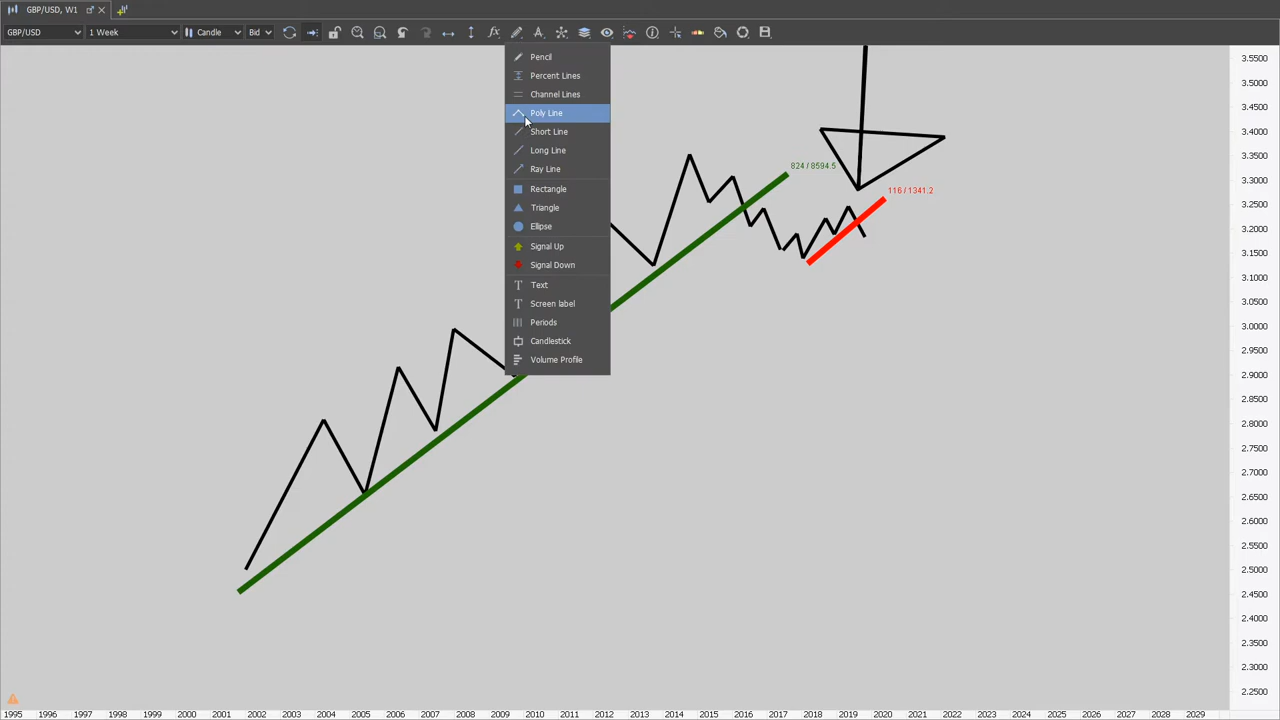 GBP/USD, W1
GBP/USD 1 Week Candle Bid fx A
Pencil
Percent Lines
Channel Lines
Poly Line
Short Line
Long Line
Ray Line
Rectangle
Triangle
Ellipse
Signal Up
Signal Down
T Text
T Screen label
Periods
Candlestick
Volume Profile
824 / 8594.5
116 / 1341.2
3.5500
3.5000
3.4500
3.4000
3.3500
3.3000
3.2500
3.2000
3.1500
3.1000
3.0500
3.0000
2.9500
2.9000
2.8500
2.8000
2.7500
2.7000
2.6500
2.6000
2.5500
2.5000
2.4500
2.4000
2.3500
2.3000
2.2500
1995 1996 1997 1998 1999 2000 2001 2002 2003 2004 2005 2006 2007 2008 2009 2010 2011 2012 2013 2014 2015 2016 2017 2018 2019 2020 2021 2022 2023 2024 2025 2026 2027 2028 2029